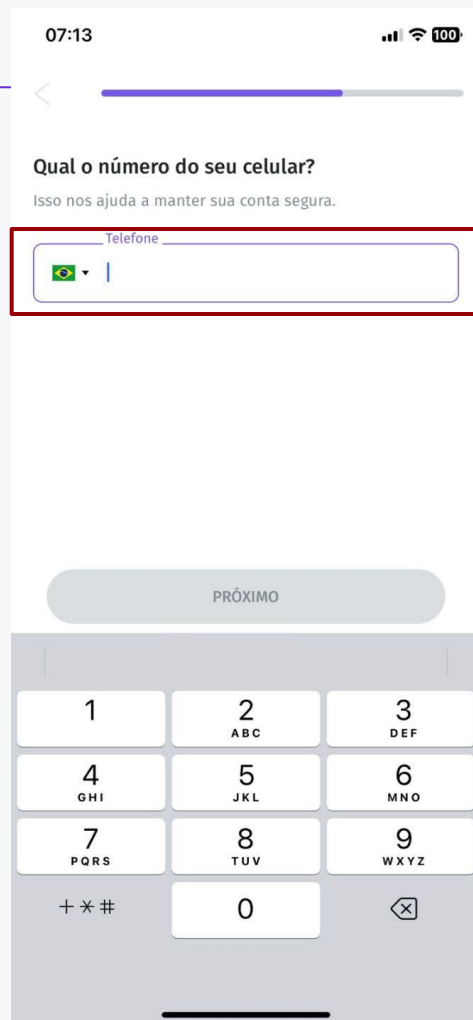 07:13
100
Qual o número do seu celular?
Isso nos ajuda a manter sua conta segura.
Telefone
PRÓXIMO
1 2 3
ABC DEF
4 5 6
GHI JKL MNO
7 8 9
PQRS TUV WXYZ
+*# 0